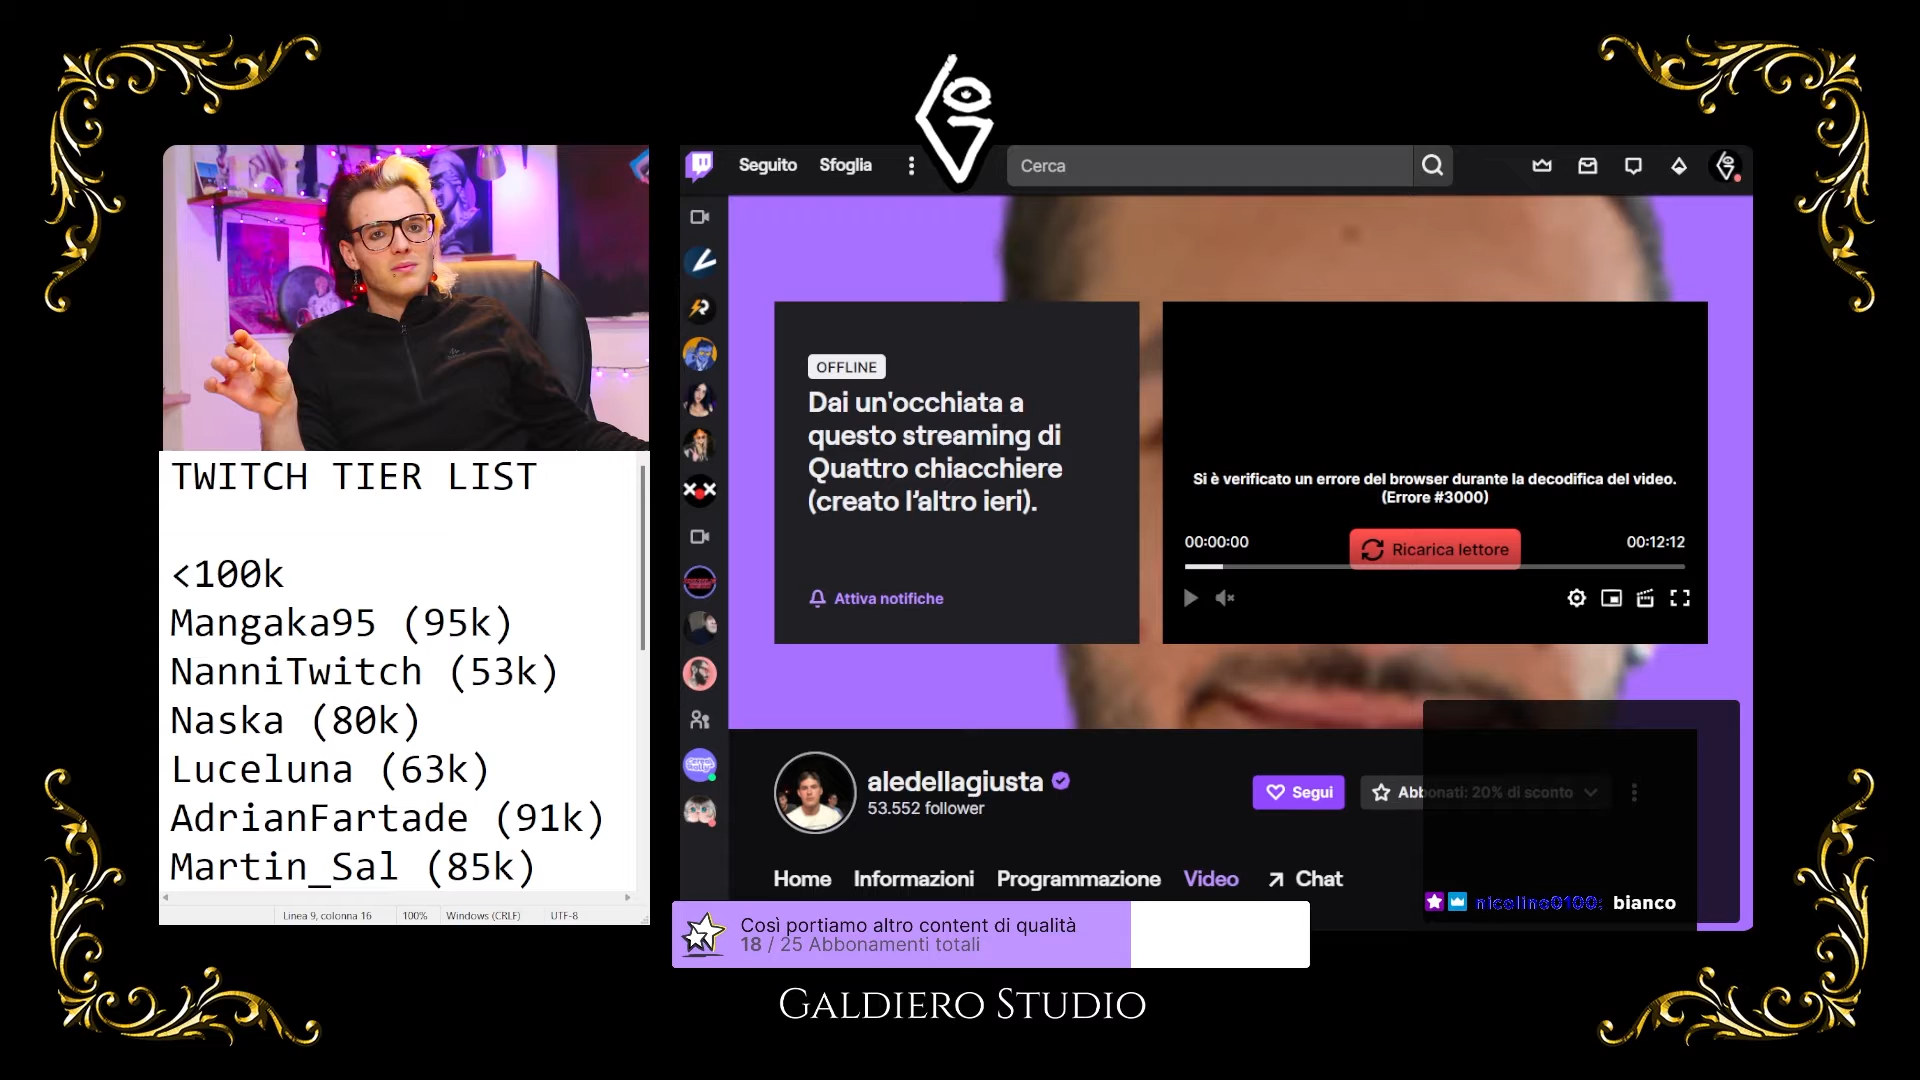 Seguito
Sfoglia
Cerca
OFFLINE
Dai un'occhiata a
questo streaming di
Quattro chiacchiere
(creato l’altro ieri).
Attiva notifiche
Si è verificato un errore del browser durante la decodifica del video.
(Errore #3000)
00:00:00
Ricarica lettore
00:12:12
TWITCH TIER LIST
<100k
Mangaka95 (95k)
NanniTwitch (53k)
Naska (80k)
Luceluna (63k)
AdrianFartade (91k)
Martin_Sal (85k)
Linea 9, colonna 16
100%
Windows (CRLF)
UTF-8
aledellagiusta
53.552 follower
Segui
Abbonati: 20% di sconto
Home
Informazioni
Programmazione
Video
Chat
nicolino0100: bianco
Così portiamo altro content di qualità
18 / 25 Abbonamenti totali
GALDIERO STUDIO